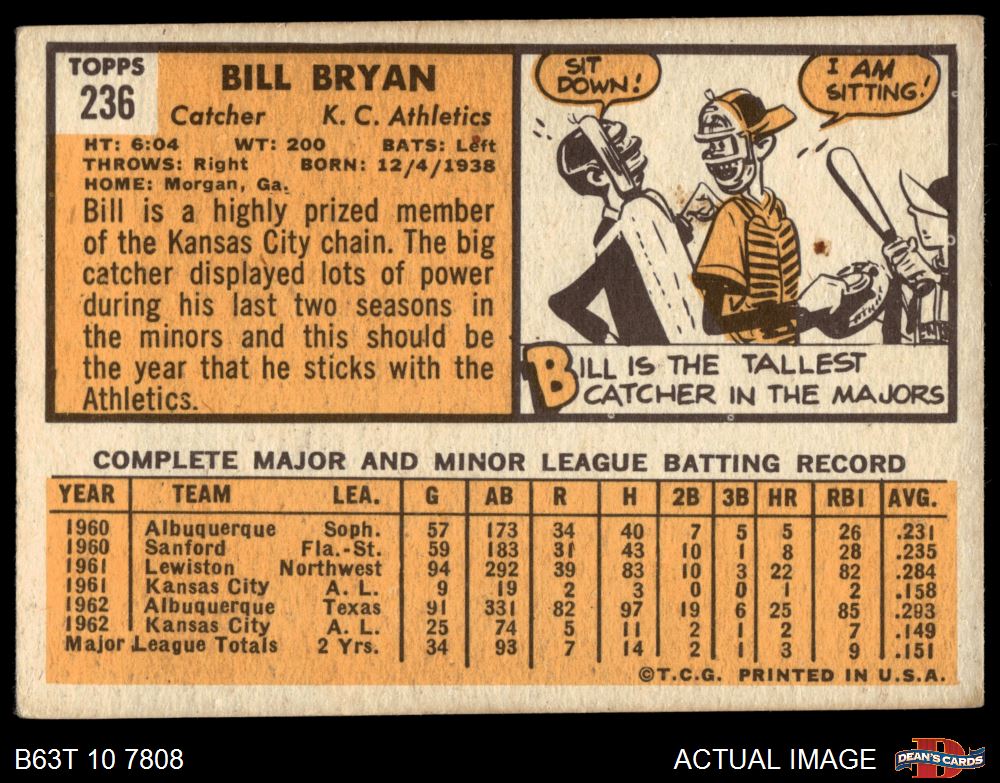 TOPPS
236
BILL BRYAN
Catcher K. C. Athletics
HT: 6:04 WT: 200 BATS: Left
THROWS: Right BORN: 12/4/1938
HOME: Morgan, Ga.
Bill is a highly prized member
of the Kansas City chain. The big
catcher displayed lots of power
during his last two seasons in
the minors and this should be
the year that he sticks with the
Athletics.
SIT
DOWN!
I AM
SITTING!
BILL IS THE TALLEST
CATCHER IN THE MAJORS
COMPLETE MAJOR AND MINOR LEAGUE BATTING RECORD
YEAR TEAM LEA. G AB R H 2B 3B HR RBI AVG.
1960 Albuquerque Soph. 57 173 34 40 7 5 5 26 .231
1960 Sanford Fla.-St. 59 183 31 43 10 1 8 28 .235
1961 Lewiston Northwest 94 292 39 83 10 3 22 82 .284
1961 Kansas City A. L. 9 19 2 3 0 0 1 2 .158
1962 Albuquerque Texas 91 331 82 97 19 6 25 85 .293
1962 Kansas City A. L. 25 74 5 11 2 1 2 7 .149
Major League Totals 2 Yrs. 34 93 7 14 2 1 3 9 .151
©T.C.G. PRINTED IN U.S.A.
B63T 10 7808
ACTUAL IMAGE
DEAN'S CARDS